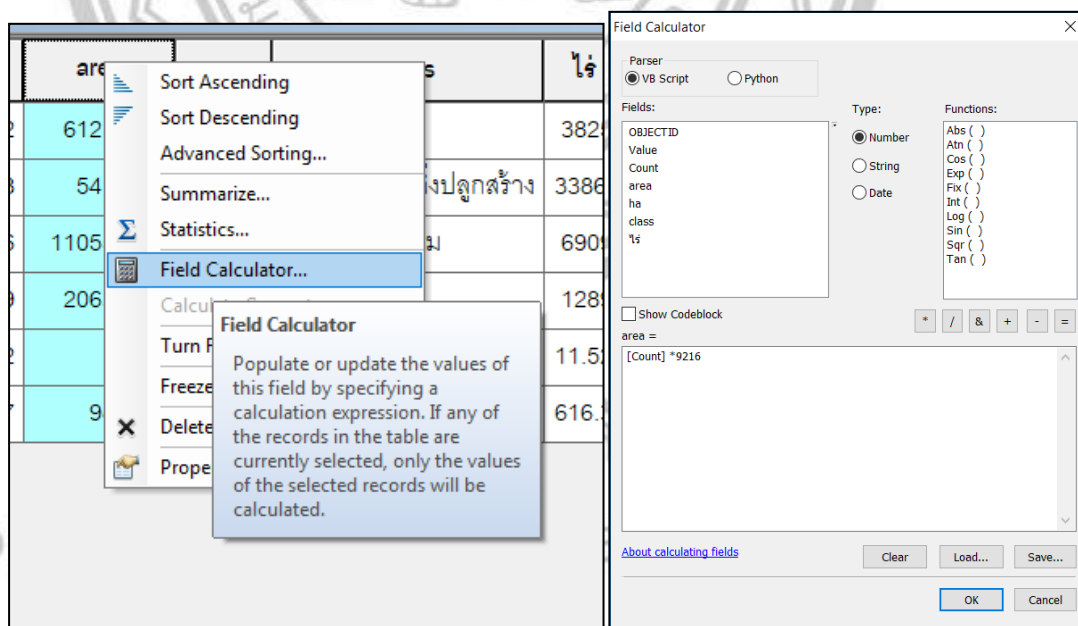 are
s
ไร่
612
382
54
ิ่งปลูกสร้าง
3386
1105
ม
690
206
128
11.5
9
616.
Sort Ascending
Sort Descending
Advanced Sorting...
Summarize...
Statistics...
Field Calculator...
Turn F
Freeze
Delete
Prope
Field Calculator
Populate or update the values of
this field by specifying a
calculation expression. If any of
the records in the table are
currently selected, only the values
of the selected records will be
calculated.
Field Calculator
Parser
VB Script
Python
Fields:
OBJECTID
Value
Count
area
ha
class
ไร่
Type:
Number
String
Date
Functions:
Abs ( )
Atn ( )
Cos ( )
Exp ( )
Fix ( )
Int ( )
Log ( )
Sin ( )
Sqr ( )
Tan ( )
Show Codeblock
* / & + - =
area =
[Count] *9216
About calculating fields
Clear
Load...
Save...
OK
Cancel